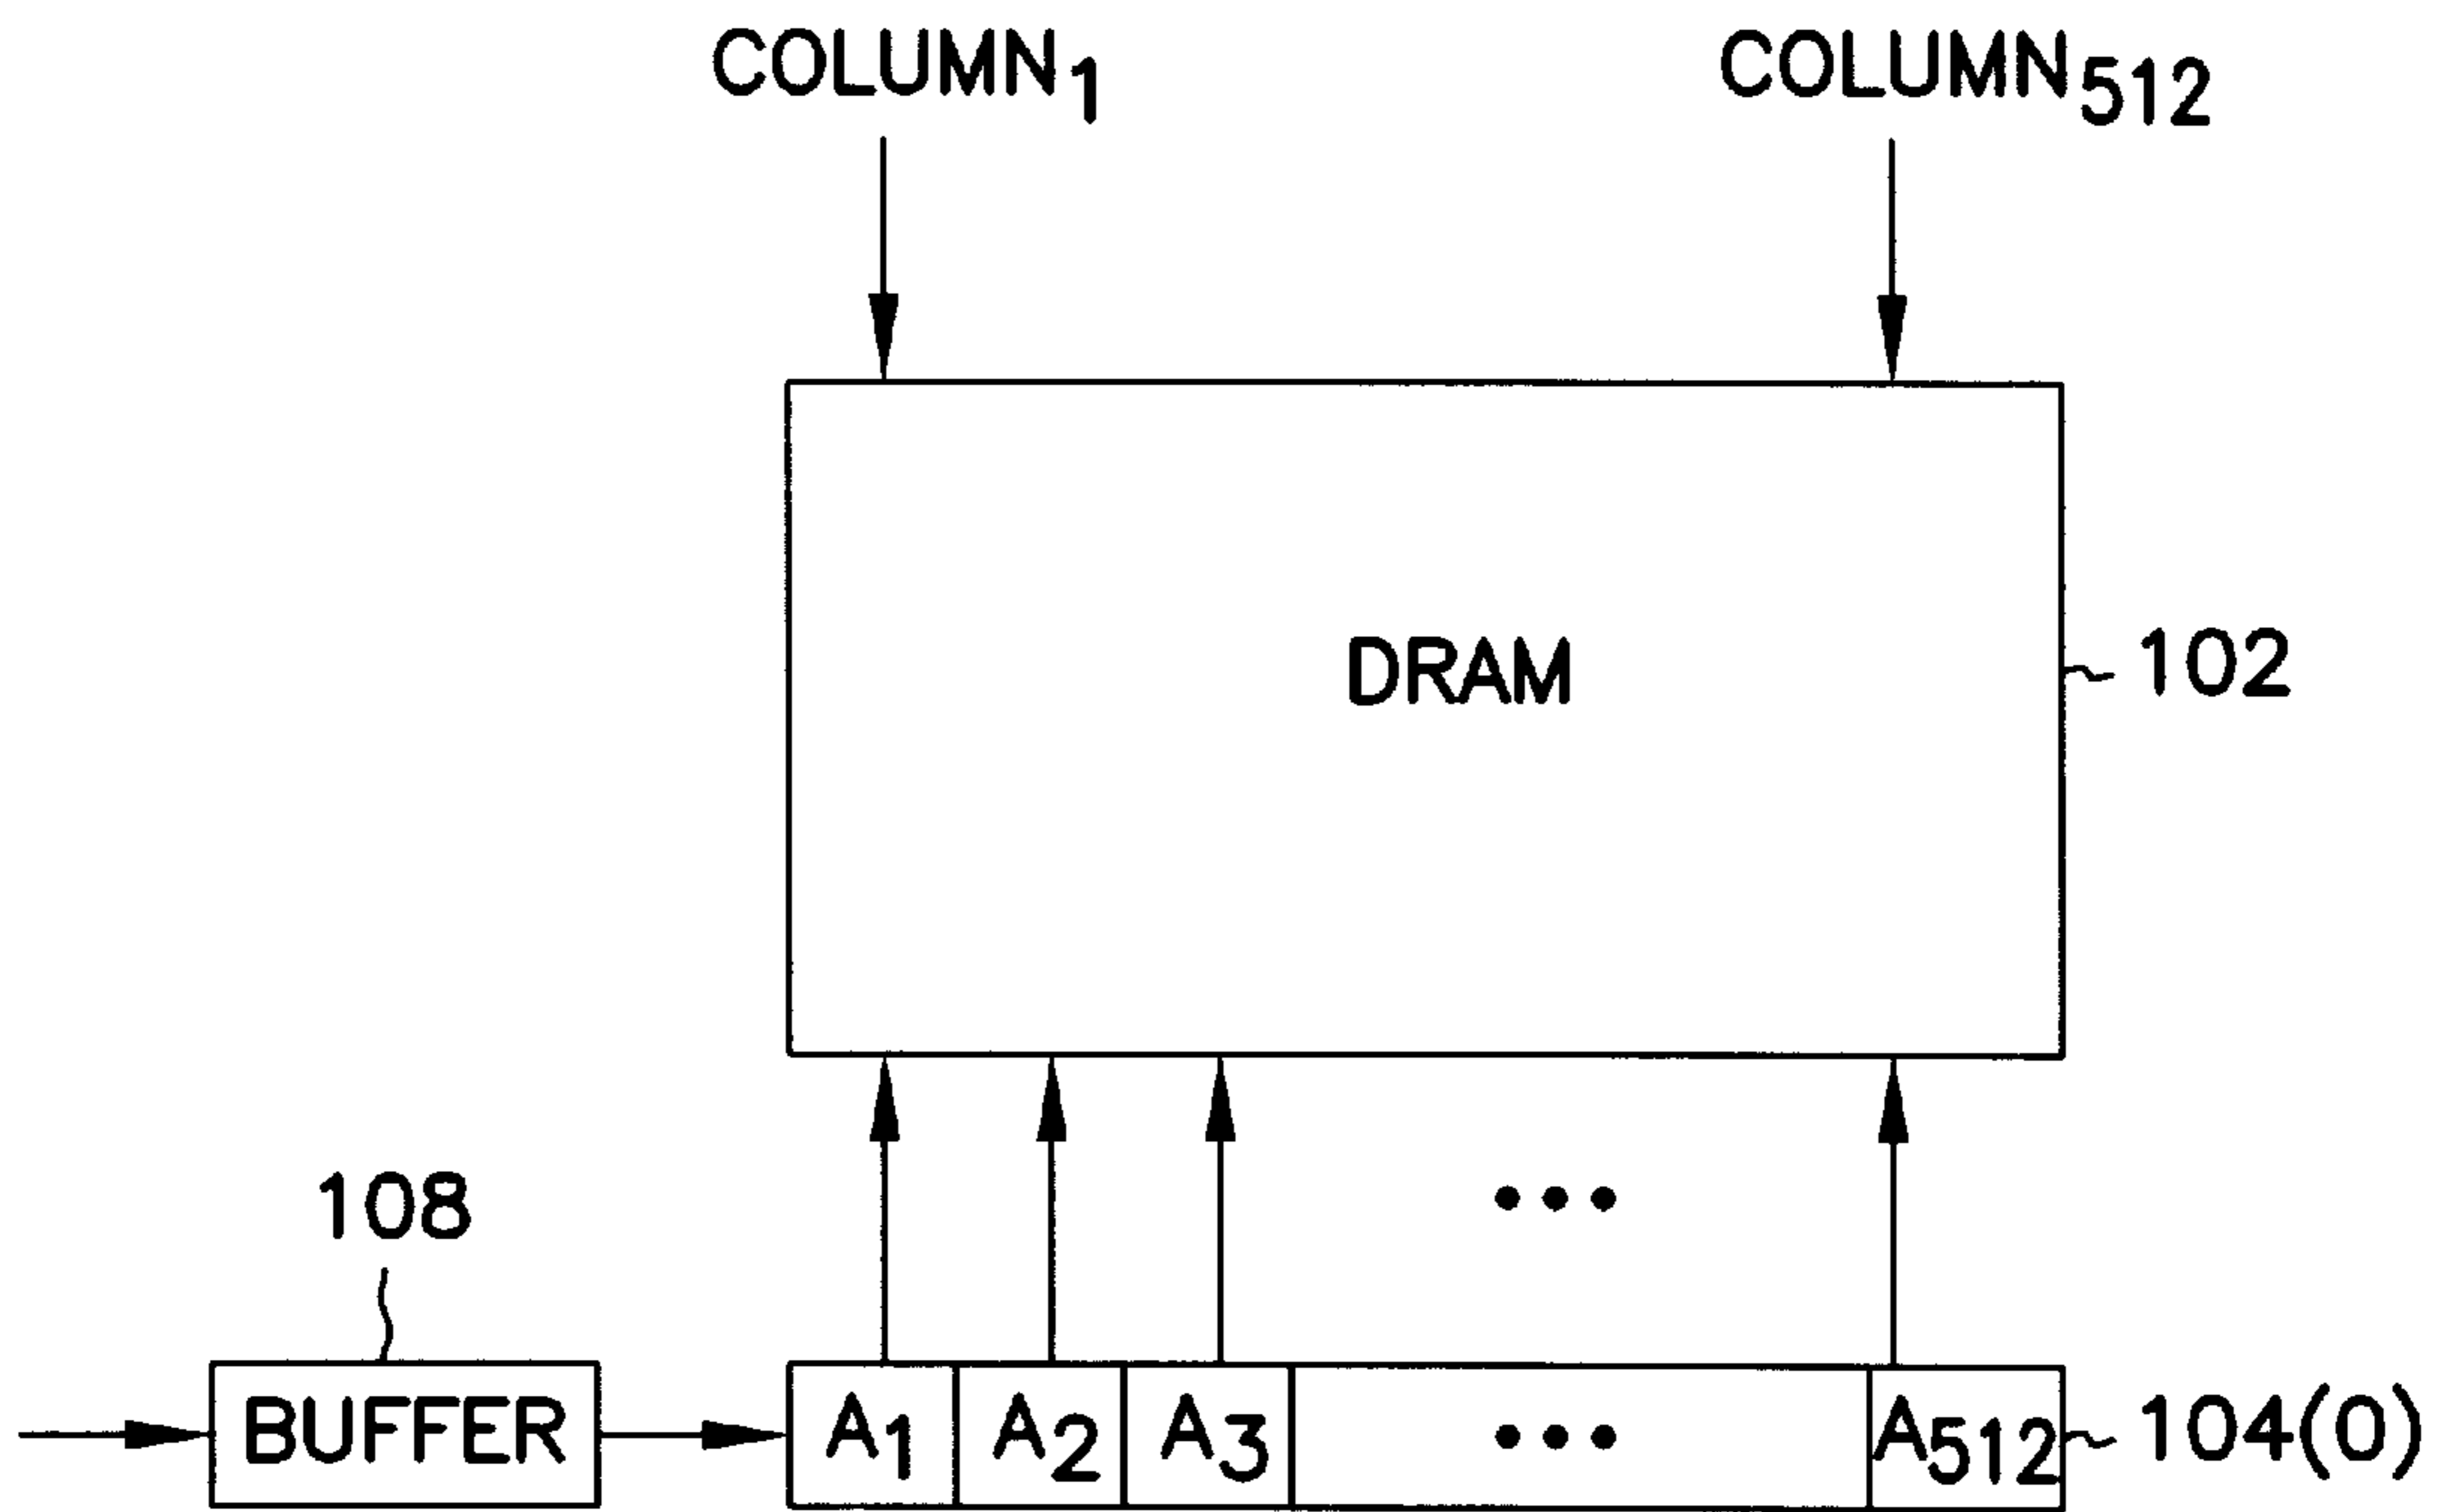 COLUMN₁ COLUMN₅₁₂
DRAM
102
108
BUFFER
A₁ A₂ A₃ ••• A₅₁₂
104(0)